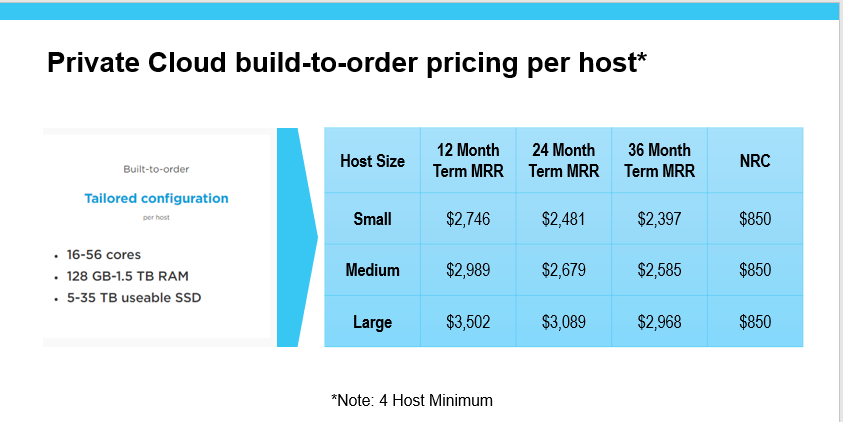 Private Cloud build-to-order pricing per host*
Built-to-order
Tailored configuration
per host
• 16-56 cores
• 128 GB-1.5 TB RAM
• 5-35 TB useable SSD
Host Size 12 Month Term MRR 24 Month Term MRR 36 Month Term MRR NRC
Small $2,746 $2,481 $2,397 $850
Medium $2,989 $2,679 $2,585 $850
Large $3,502 $3,089 $2,968 $850
*Note: 4 Host Minimum